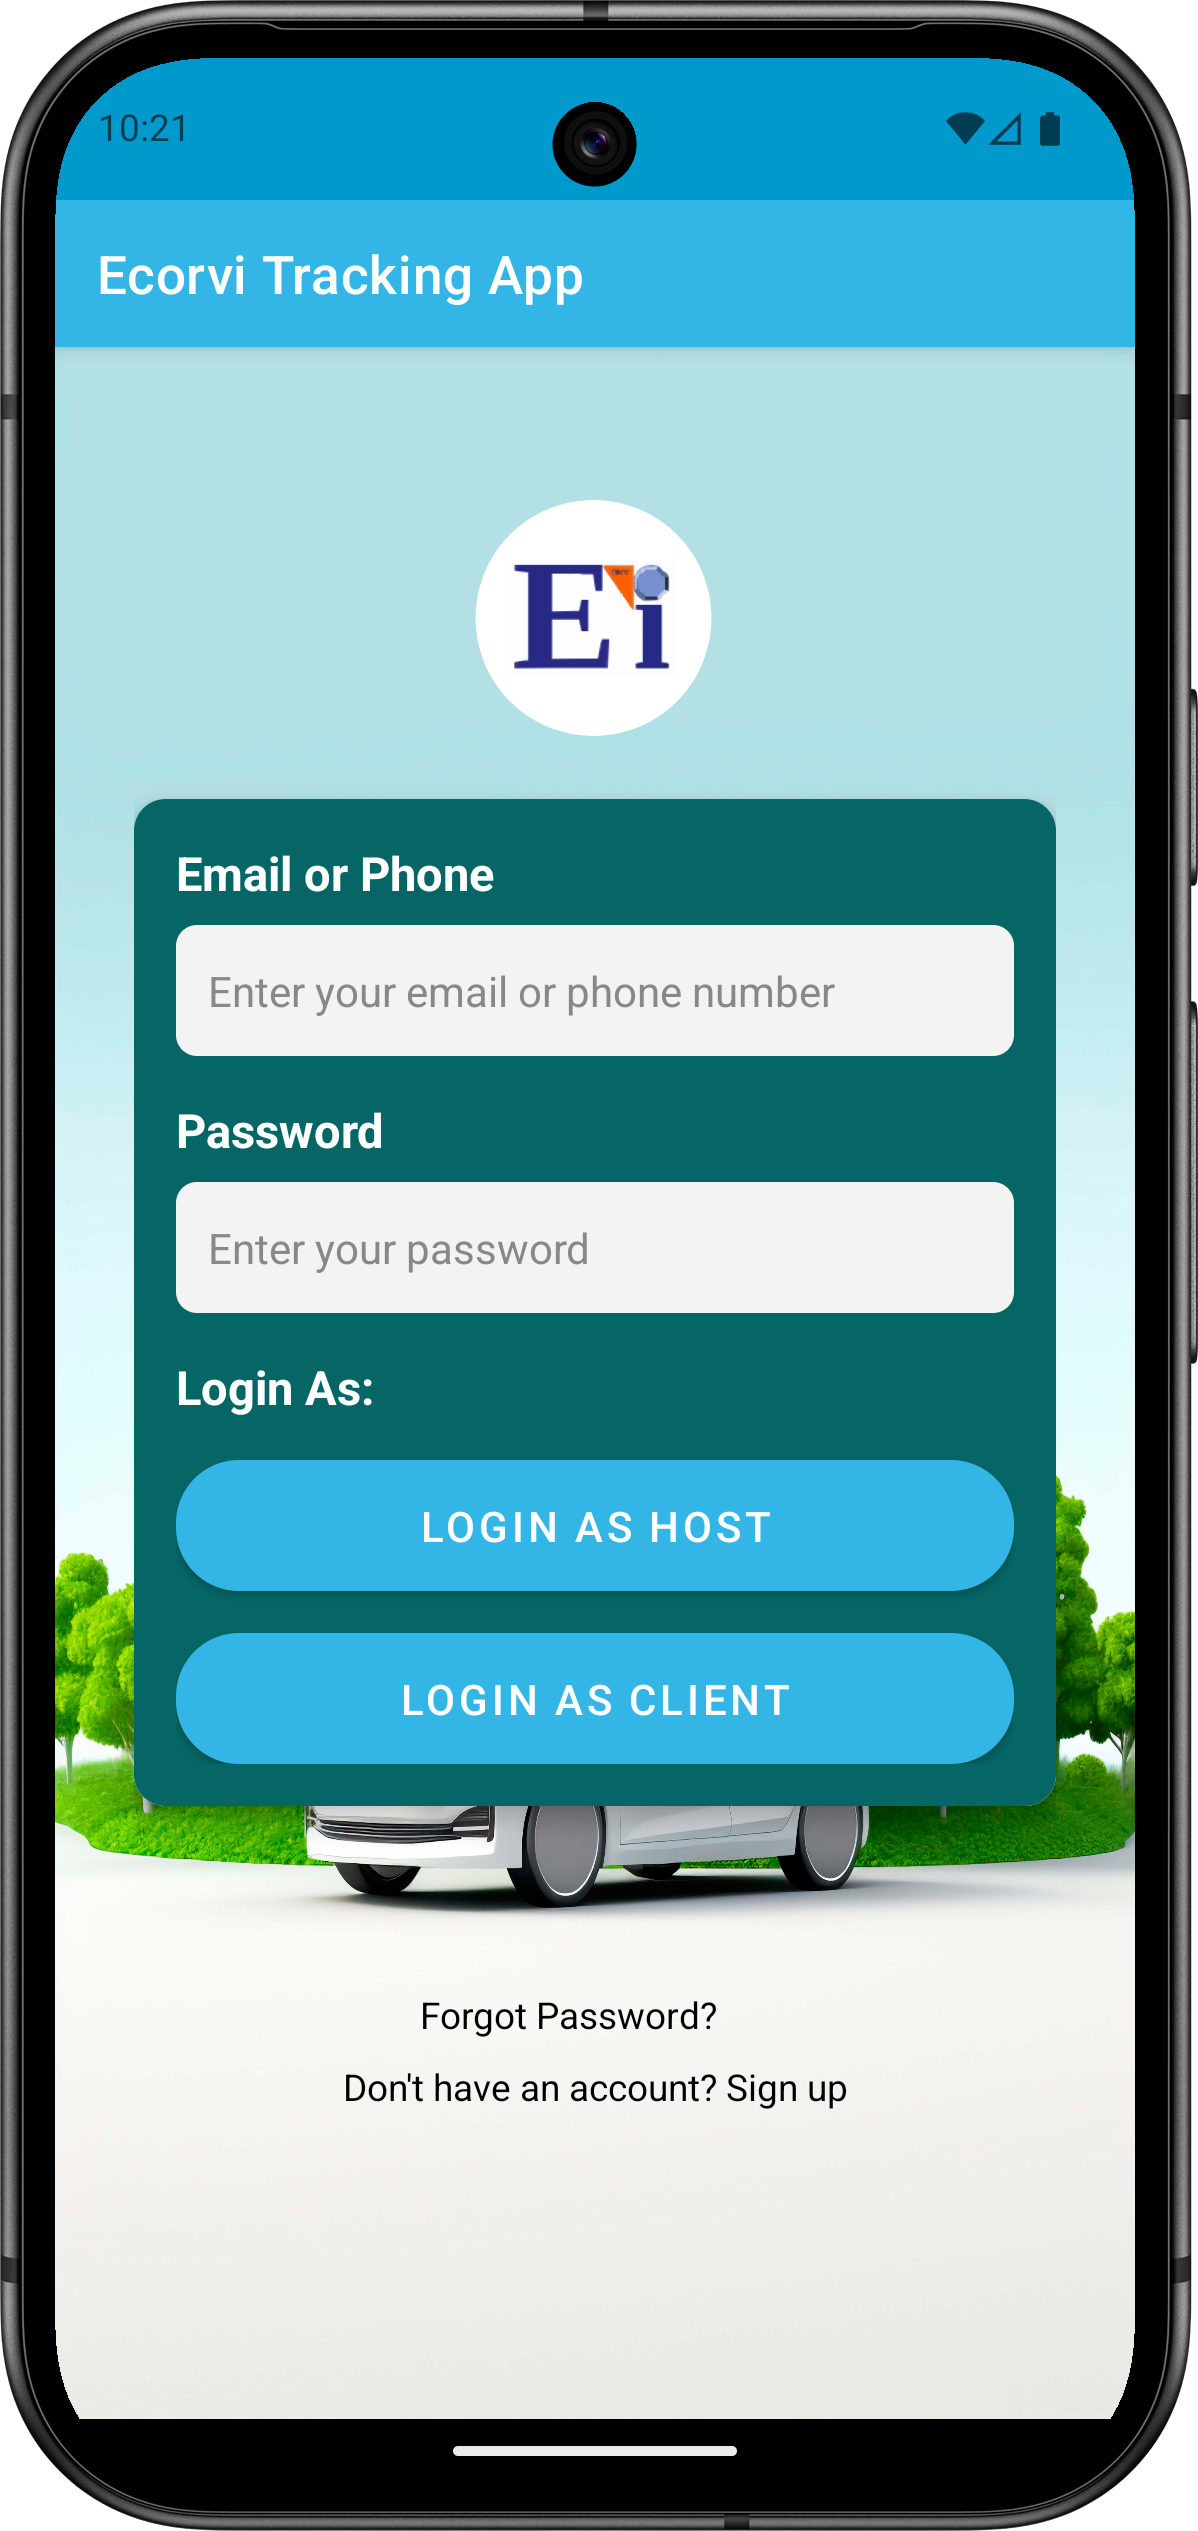 10:21
Ecorvi Tracking App
Ei
Email or Phone
Enter your email or phone number
Password
Enter your password
Login As:
LOGIN AS HOST
LOGIN AS CLIENT
Forgot Password?
Don't have an account? Sign up